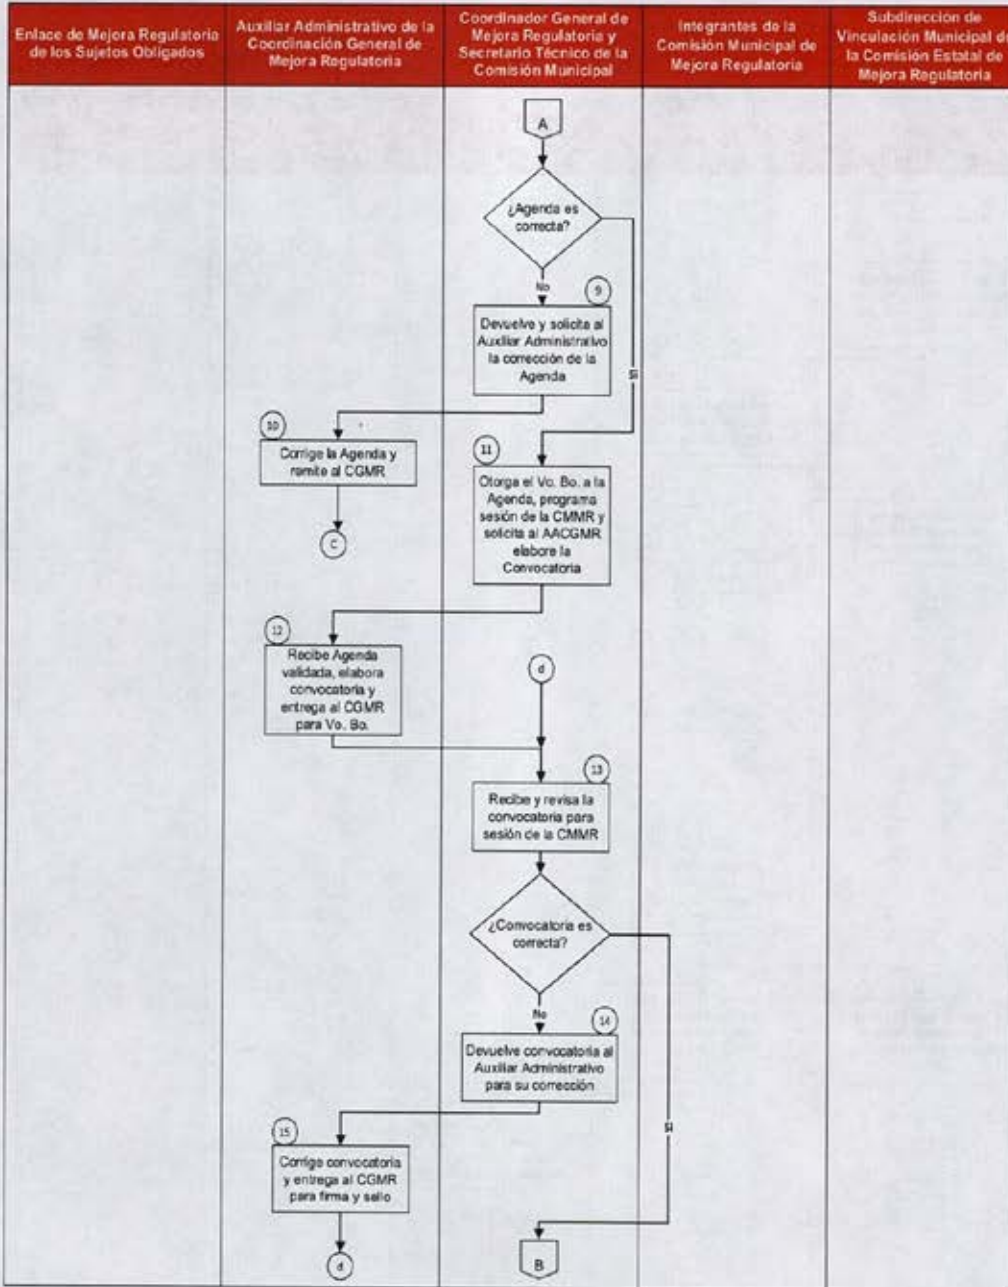 Enlace de Mejora Regulatoria
de los Sujetos Obligados
Auxiliar Administrativo de la
Coordinación General de
Mejora Regulatoria
Coordinador General de
Mejora Regulatoria y
Secretario Técnico de la
Comisión Municipal
Integrantes de la
Comisión Municipal de
Mejora Regulatoria
Subdirección de
Vinculación Municipal de
la Comisión Estatal de
Mejora Regulatoria
A
¿Agenda es
correcta?
No
SI
9
Devuelve y solicita al
Auxiliar Administrativo
la corrección de la
Agenda
10
Corrige la Agenda y
remite al CGMR
C
11
Otorga el Vo. Bo. a la
Agenda, programa
sesión de la CMMR y
solicita al AACGMR
elabore la
Convocatoria
12
Recibe Agenda
validada, elabora
convocatoria y
entrega al CGMR
para Vo. Bo.
d
13
Recibe y revisa la
convocatoria para
sesión de la CMMR
¿Convocatoria es
correcta?
No
SI
14
Devuelve convocatoria al
Auxiliar Administrativo
para su corrección
15
Corrige convocatoria
y entrega al CGMR
para firma y sello
d
B